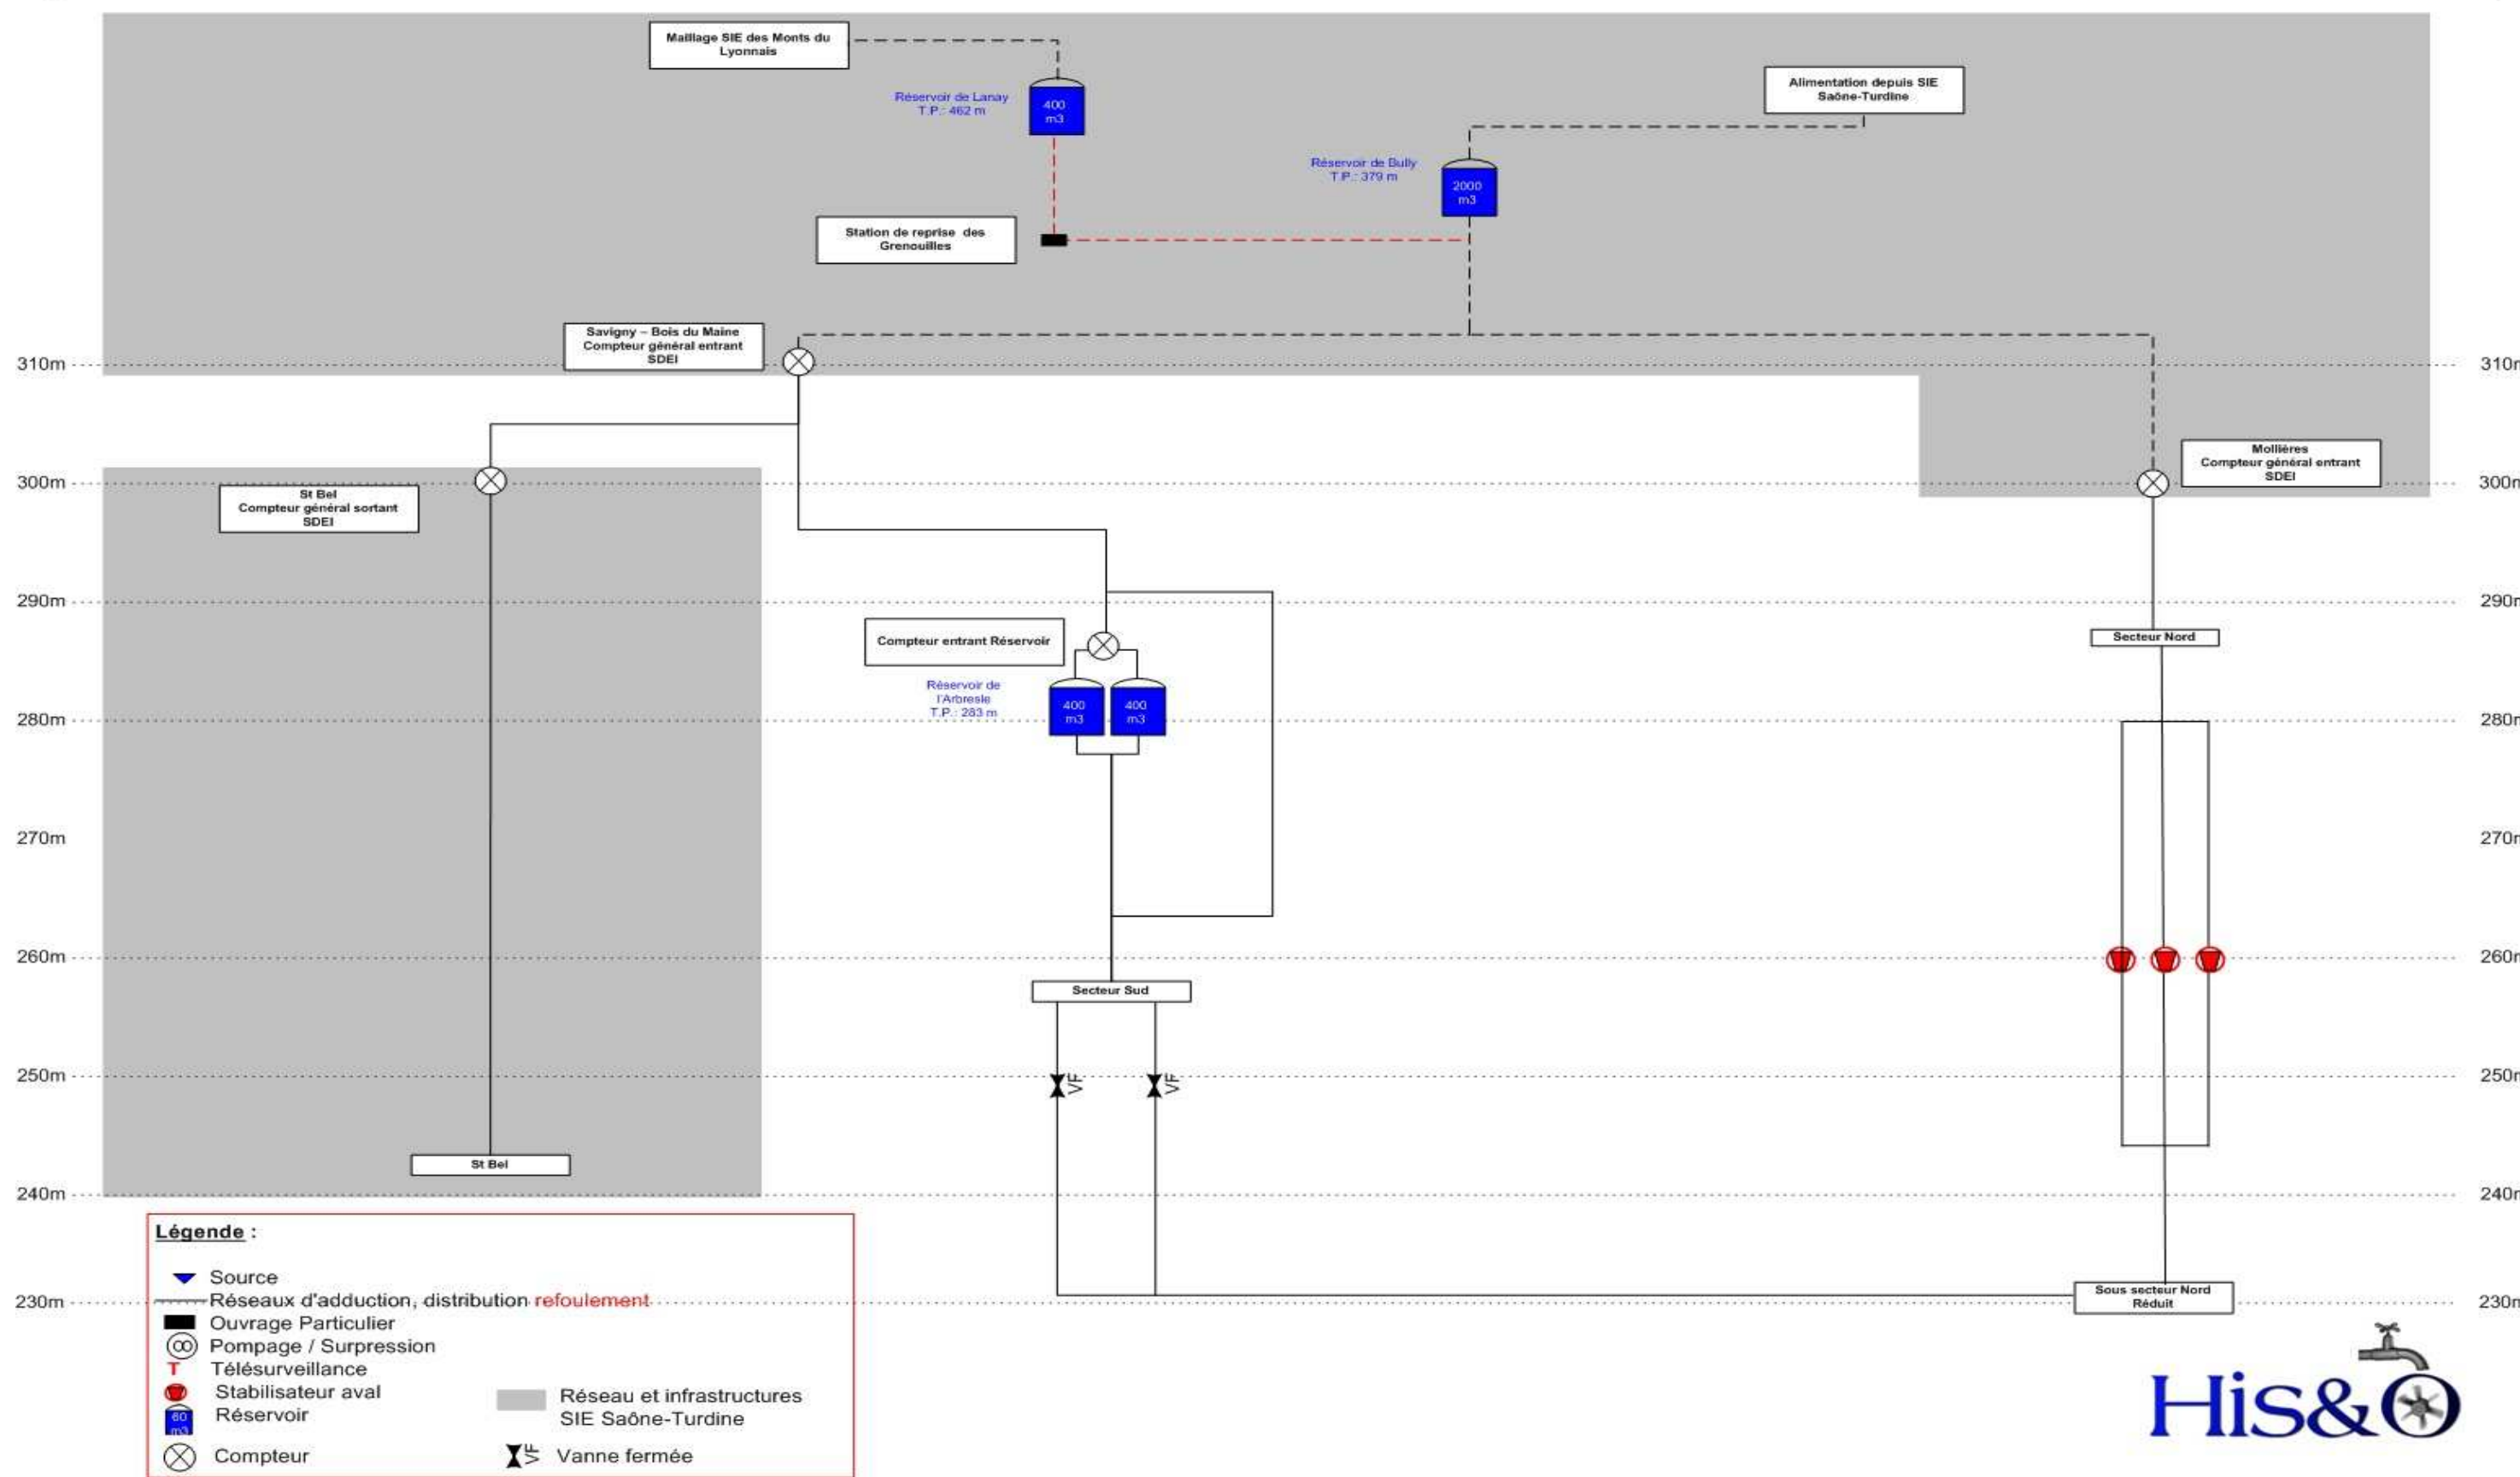 Maillage SIE des Monts du
Lyonnais
Réservoir de Lanay
T.P.: 462 m
400
m3
Alimentation depuis SIE
Saône-Turdine
Réservoir de Bully
T.P.: 379 m
2000
m3
Station de reprise des
Grenouilles
Savigny – Bois du Maine
Compteur général entrant
SDEI
310m
310m
Mollières
Compteur général entrant
SDEI
300m
300m
St Bel
Compteur général sortant
SDEI
290m
290m
Compteur entrant Réservoir
Secteur Nord
Réservoir de
l'Arbresle
T.P.: 283 m
400
m3
400
m3
280m
280m
270m
270m
260m
260m
Secteur Sud
250m
250m
VF
VF
St Bel
240m
240m
230m
230m
Sous secteur Nord
Réduit
Légende :
Source
Réseaux d'adduction, distribution refoulement
Ouvrage Particulier
Pompage / Surpression
T Télésurveillance
Stabilisateur aval
60
m3
Réservoir
Compteur
Réseau et infrastructures
SIE Saône-Turdine
VF Vanne fermée
His&O